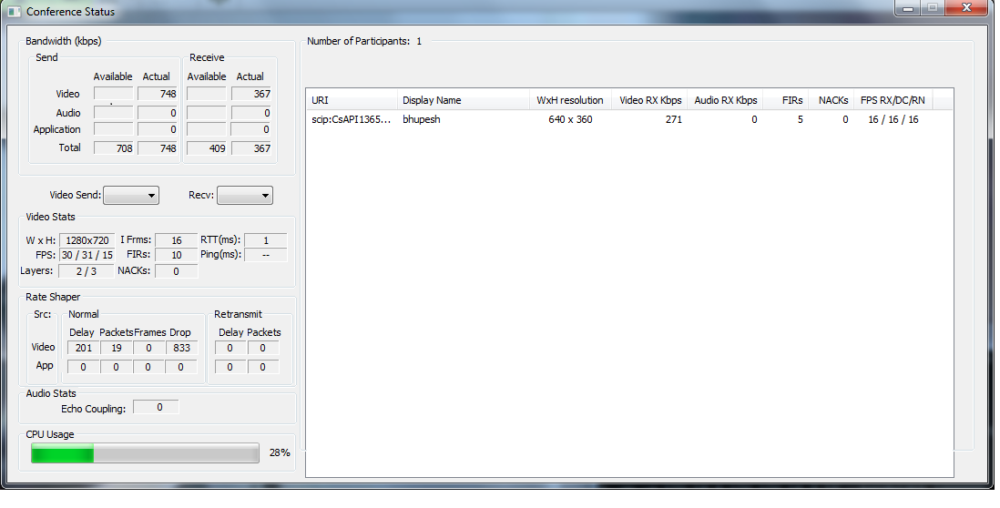 Conference Status
Bandwidth (kbps)
Send Receive
Available Actual Available Actual
Video 748 367
Audio 0 0
Application 0 0
Total 708 748 409 367
Video Send: Recv:
Video Stats
W x H: 1280x720 I Frms: 16 RTT(ms): 1
FPS: 30 / 31 / 15 FIRs: 10 Ping(ms): --
Layers: 2 / 3 NACKs: 0
Rate Shaper
Src: Normal Retransmit
Delay Packets Frames Drop Delay Packets
Video 201 19 0 833 0 0
App 0 0 0 0 0 0
Audio Stats
Echo Coupling: 0
CPU Usage
28%
Number of Participants: 1
URI Display Name WxH resolution Video RX Kbps Audio RX Kbps FIRs NACKs FPS RX/DC/RN
scip:CsAPI1365... bhupesh 640 x 360 271 0 5 0 16 / 16 / 16